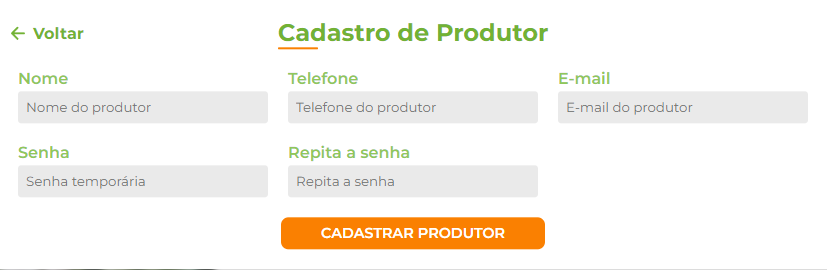 Voltar
Cadastro de Produtor
Nome
Telefone
E-mail
Nome do produtor
Telefone do produtor
E-mail do produtor
Senha
Repita a senha
Senha temporária
Repita a senha
CADASTRAR PRODUTOR